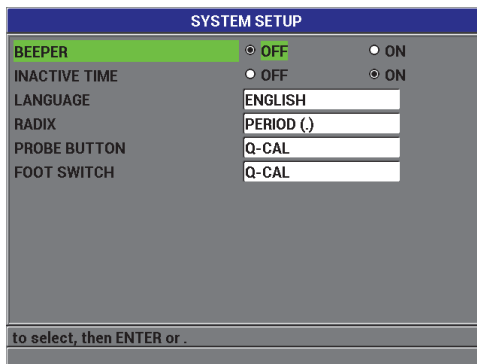 SYSTEM SETUP
BEEPER OFF ON
INACTIVE TIME OFF ON
LANGUAGE ENGLISH
RADIX PERIOD (.)
PROBE BUTTON Q-CAL
FOOT SWITCH Q-CAL
to select, then ENTER or .